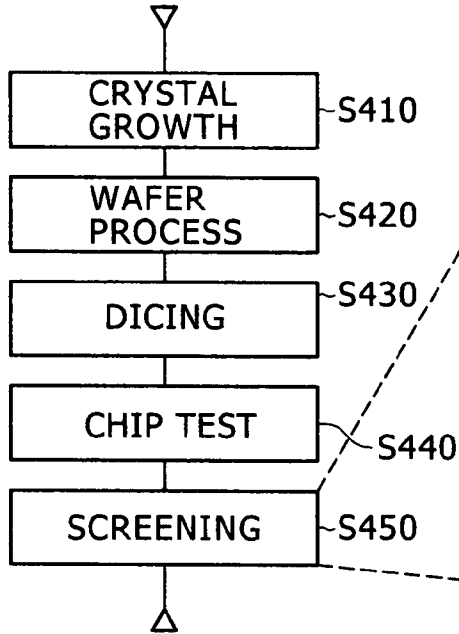 CRYSTAL
GROWTH
S410
WAFER
PROCESS
S420
DICING
S430
CHIP TEST
S440
SCREENING
S450